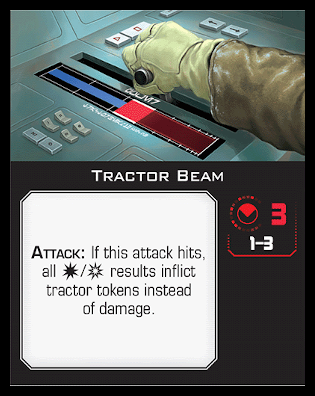 TRACTOR BEAM
ATTACK: If this attack hits,
all / results inflict
tractor tokens instead
of damage.
3
1–3